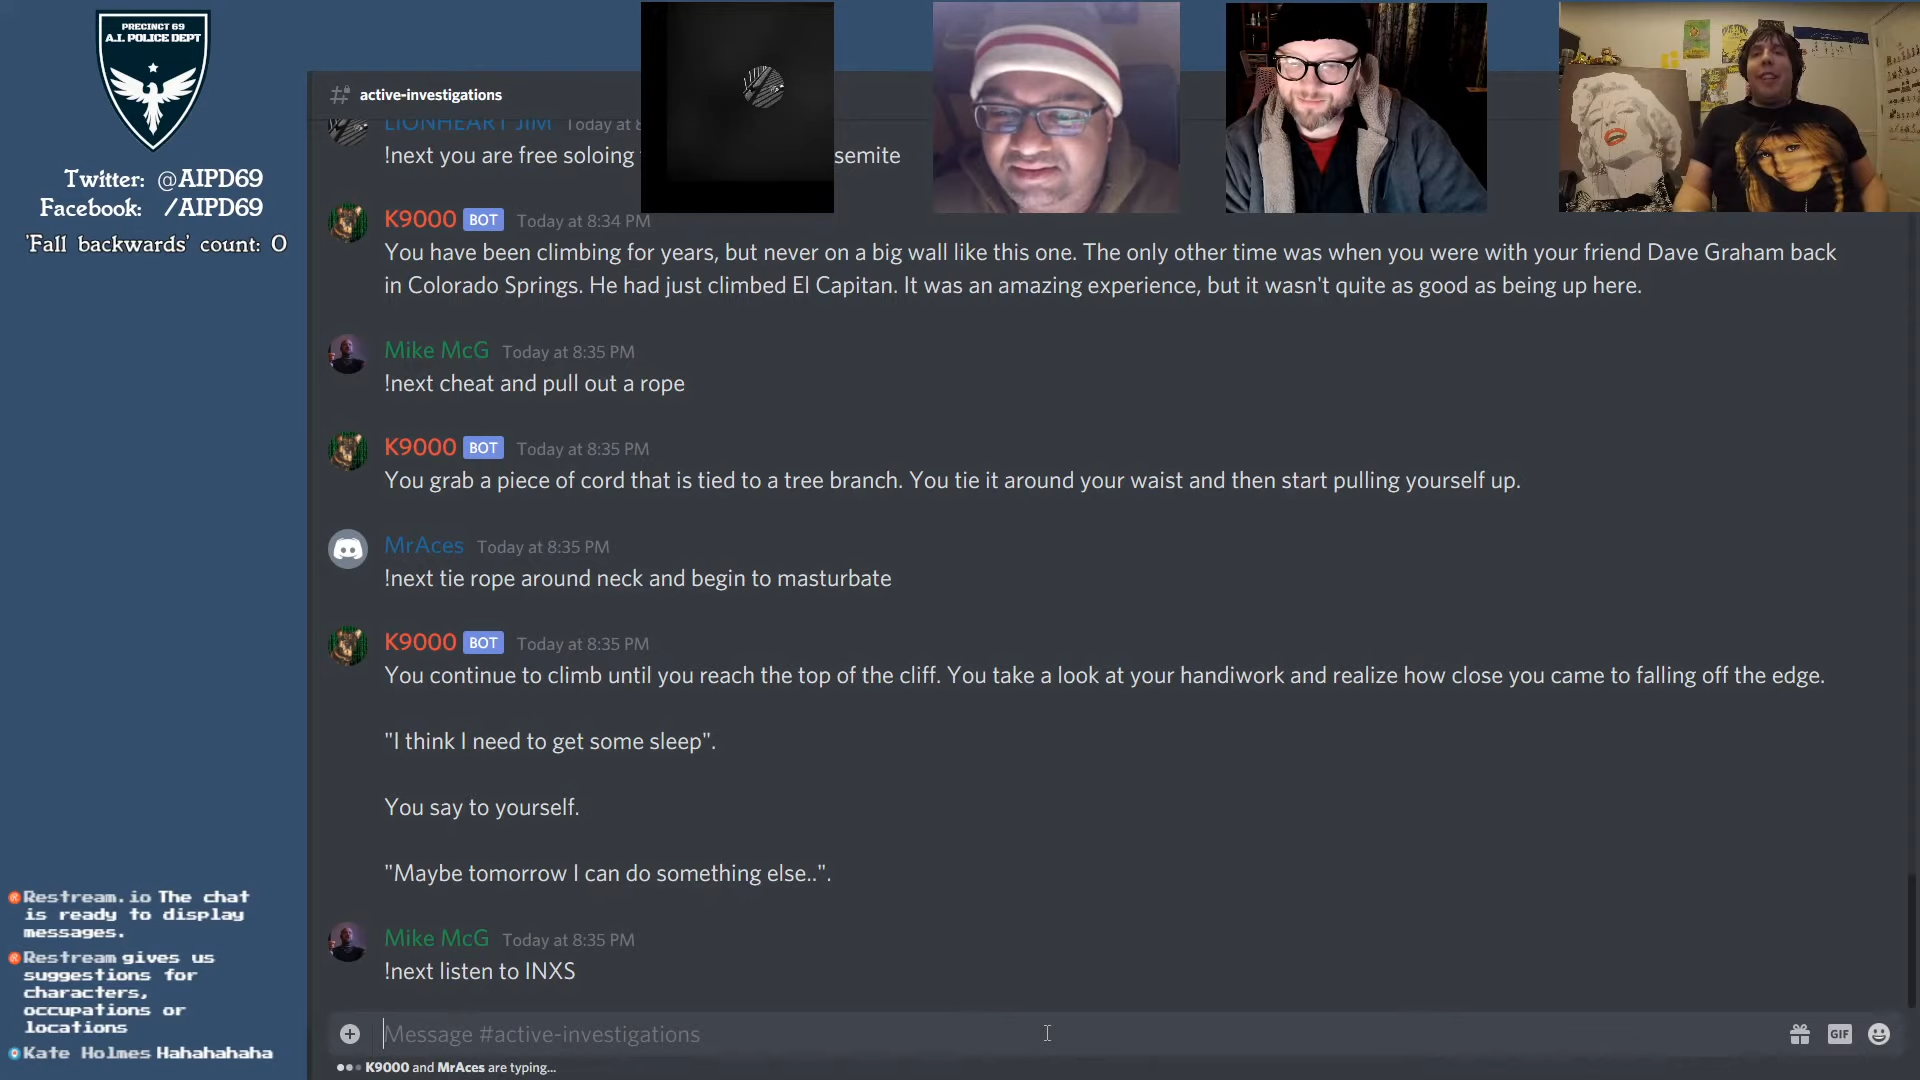 PRECINCT 69
A.I. POLICE DEPT
Twitter: @AIPD69
Facebook: /AIPD69
'Fall backwards' count: 0
active-investigations
LIONHEART JIM Today at 8
!next you are free soloing
semite
K9000 BOT Today at 8:34 PM
You have been climbing for years, but never on a big wall like this one. The only other time was when you were with your friend Dave Graham back
in Colorado Springs. He had just climbed El Capitan. It was an amazing experience, but it wasn't quite as good as being up here.
Mike McG Today at 8:35 PM
!next cheat and pull out a rope
K9000 BOT Today at 8:35 PM
You grab a piece of cord that is tied to a tree branch. You tie it around your waist and then start pulling yourself up.
MrAces Today at 8:35 PM
!next tie rope around neck and begin to masturbate
K9000 BOT Today at 8:35 PM
You continue to climb until you reach the top of the cliff. You take a look at your handiwork and realize how close you came to falling off the edge.
"I think I need to get some sleep".
You say to yourself.
"Maybe tomorrow I can do something else..".
Mike McG Today at 8:35 PM
!next listen to INXS
Message #active-investigations
GIF
K9000 and MrAces are typing...
Restream.io The chat
is ready to display
messages.
Restream gives us
suggestions for
characters,
occupations or
locations
Kate Holmes Hahahahaha